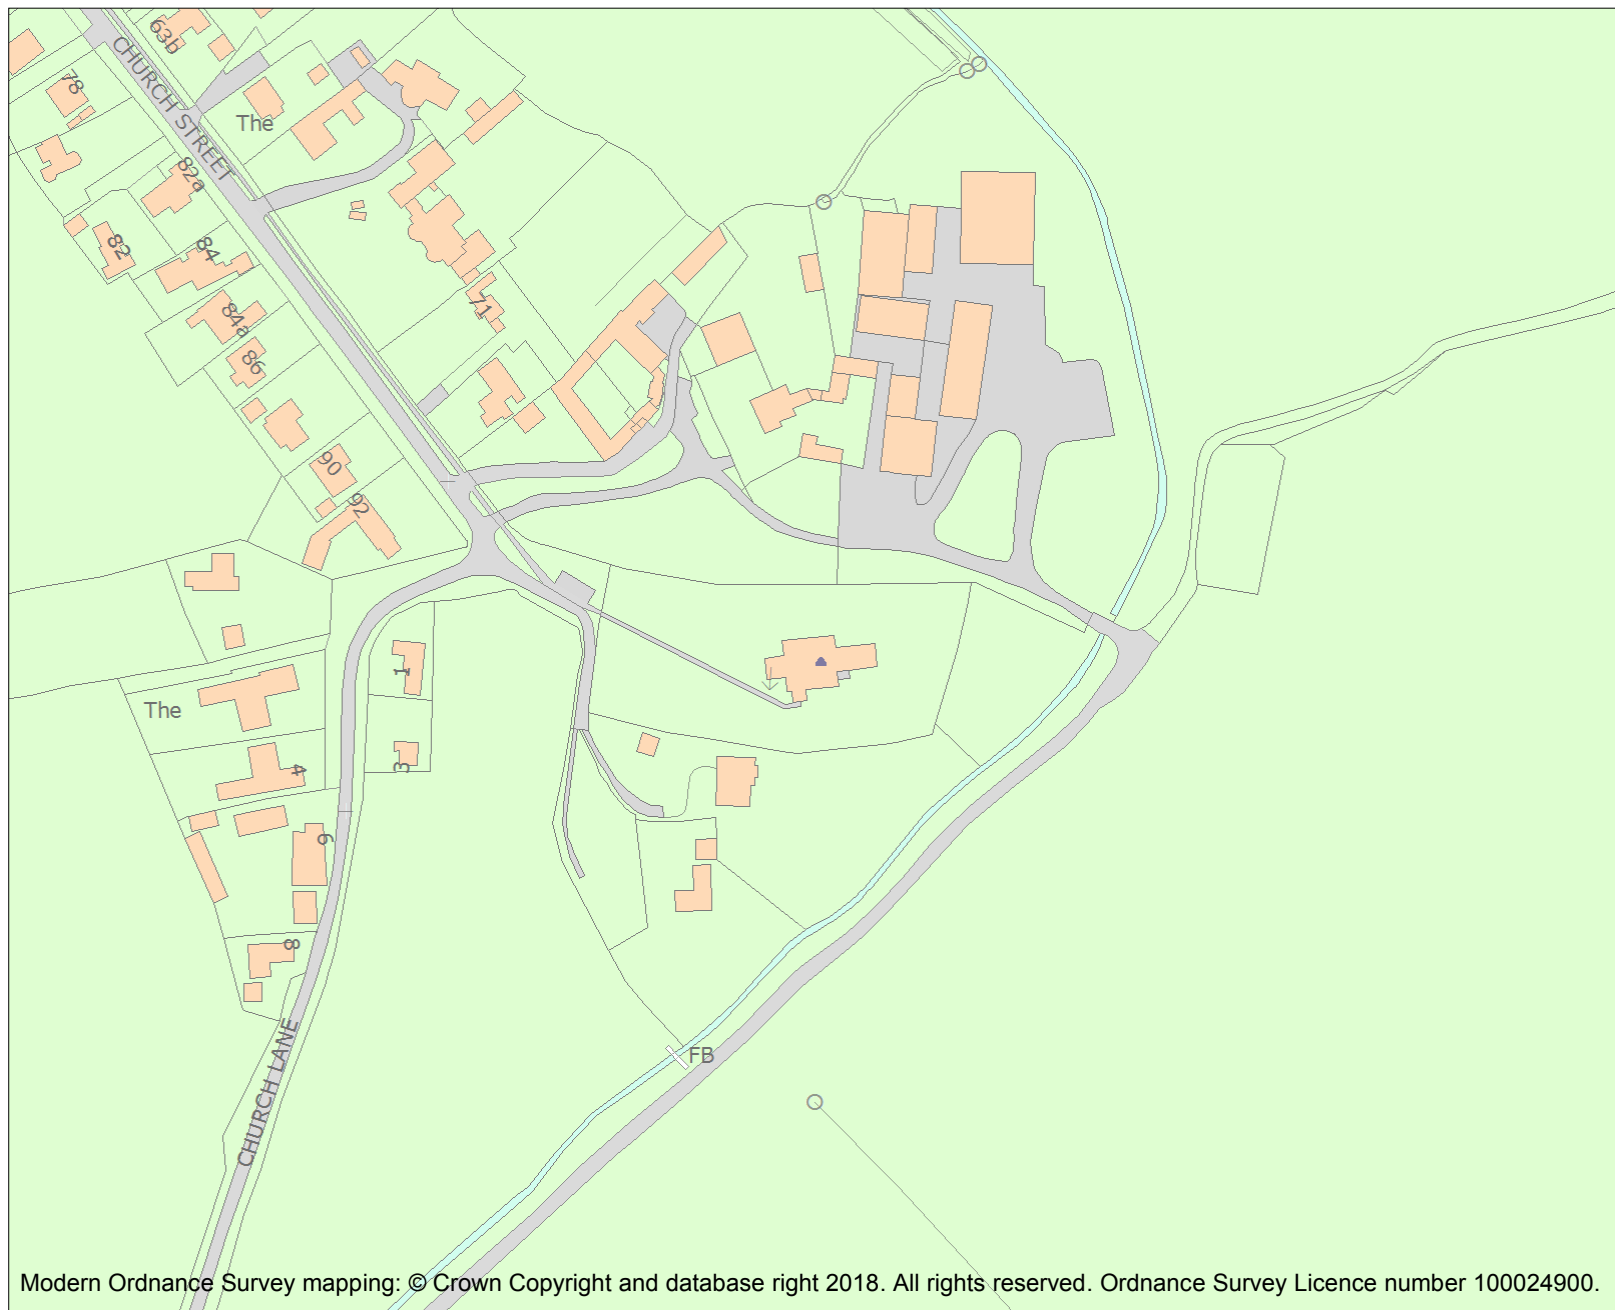 63b
78
CHURCH STREET
The
82a
82
84
84a
71
86
90
92
1
The
3
4
6
8
CHURCH LANE
FB
Modern Ordnance Survey mapping: © Crown Copyright and database right 2018. All rights reserved. Ordnance Survey Licence number 100024900.